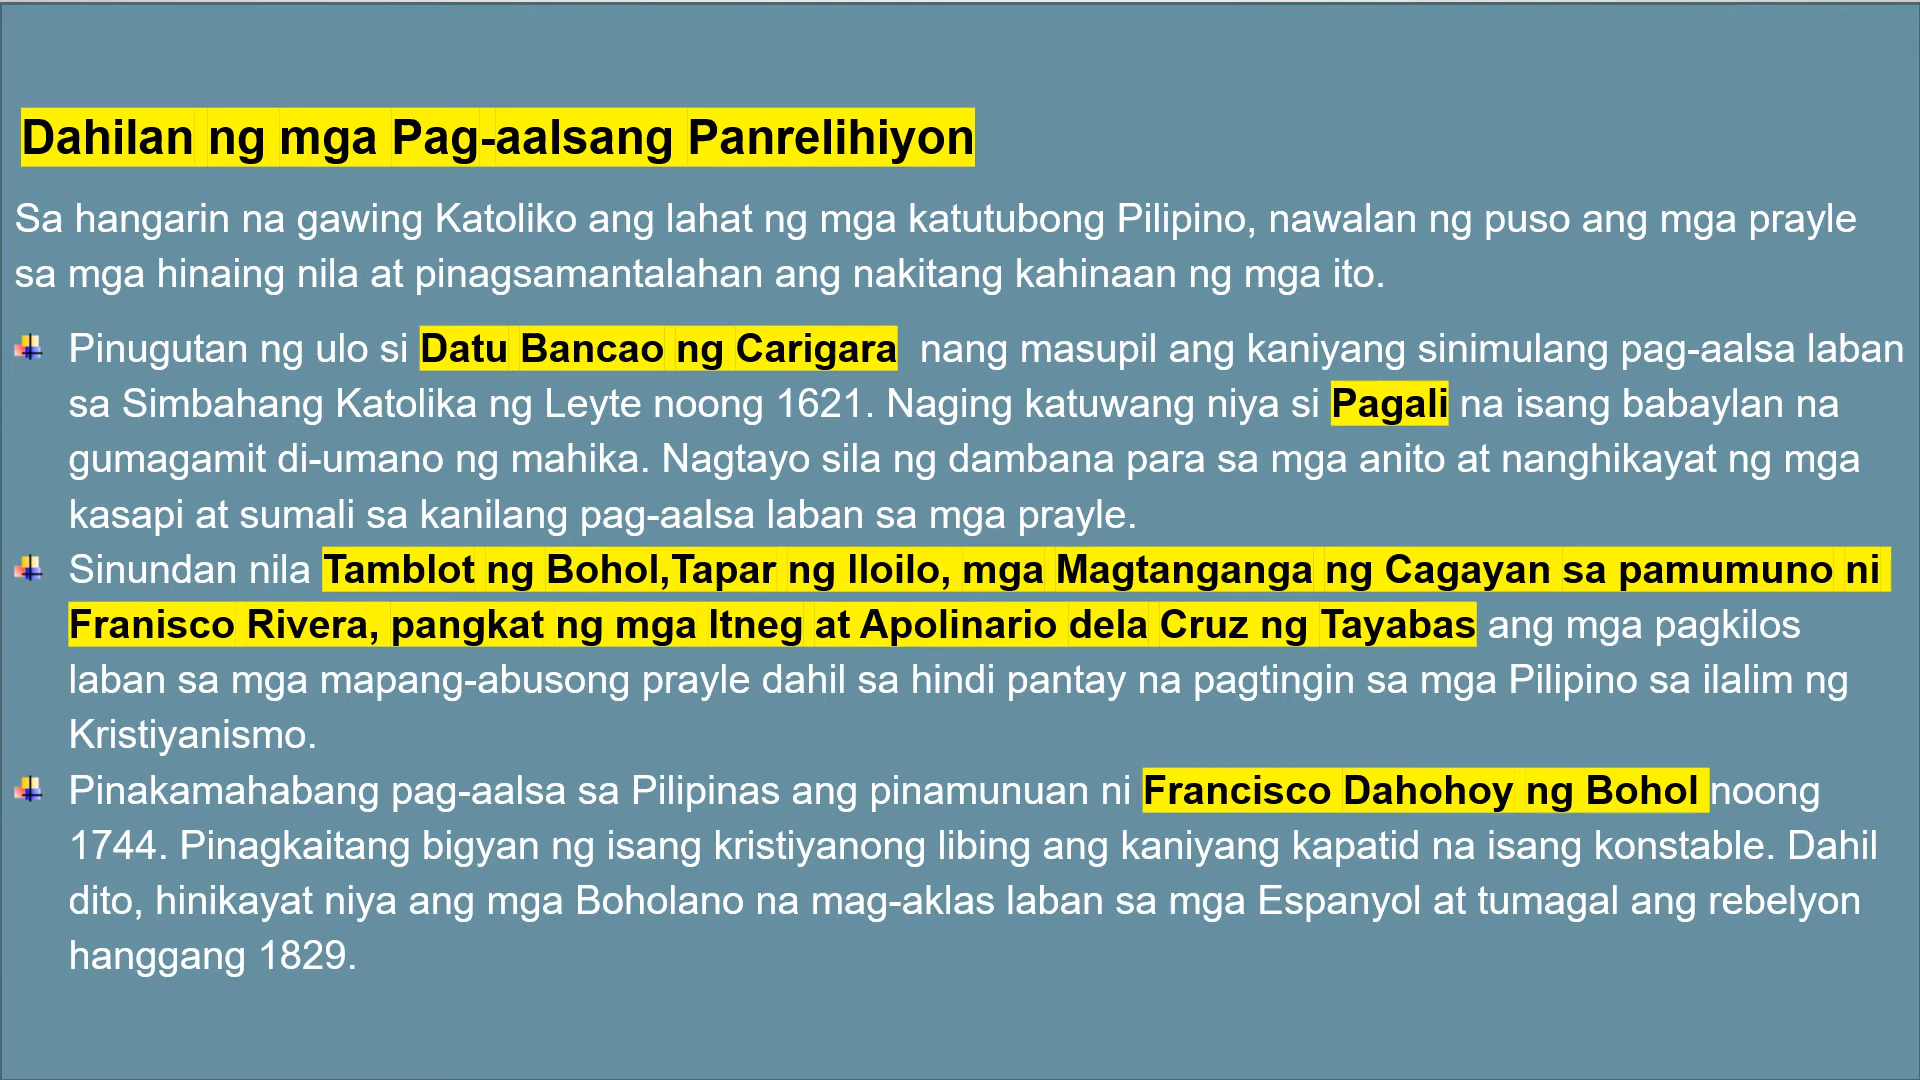 Dahilan ng mga Pag-aalsang Panrelihiyon
Sa hangarin na gawing Katoliko ang lahat ng mga katutubong Pilipino, nawalan ng puso ang mga prayle
sa mga hinaing nila at pinagsamantalahan ang nakitang kahinaan ng mga ito.
Pinugutan ng ulo si Datu Bancao ng Carigara nang masupil ang kaniyang sinimulang pag-aalsa laban
sa Simbahang Katolika ng Leyte noong 1621. Naging katuwang niya si Pagali na isang babaylan na
gumagamit di-umano ng mahika. Nagtayo sila ng dambana para sa mga anito at nanghikayat ng mga
kasapi at sumali sa kanilang pag-aalsa laban sa mga prayle.
Sinundan nila Tamblot ng Bohol,Tapar ng Iloilo, mga Magtanganga ng Cagayan sa pamumuno ni
Franisco Rivera, pangkat ng mga Itneg at Apolinario dela Cruz ng Tayabas ang mga pagkilos
laban sa mga mapang-abusong prayle dahil sa hindi pantay na pagtingin sa mga Pilipino sa ilalim ng
Kristiyanismo.
Pinakamahabang pag-aalsa sa Pilipinas ang pinamunuan ni Francisco Dahohoy ng Bohol noong
1744. Pinagkaitang bigyan ng isang kristiyanong libing ang kaniyang kapatid na isang konstable. Dahil
dito, hinikayat niya ang mga Boholano na mag-aklas laban sa mga Espanyol at tumagal ang rebelyon
hanggang 1829.